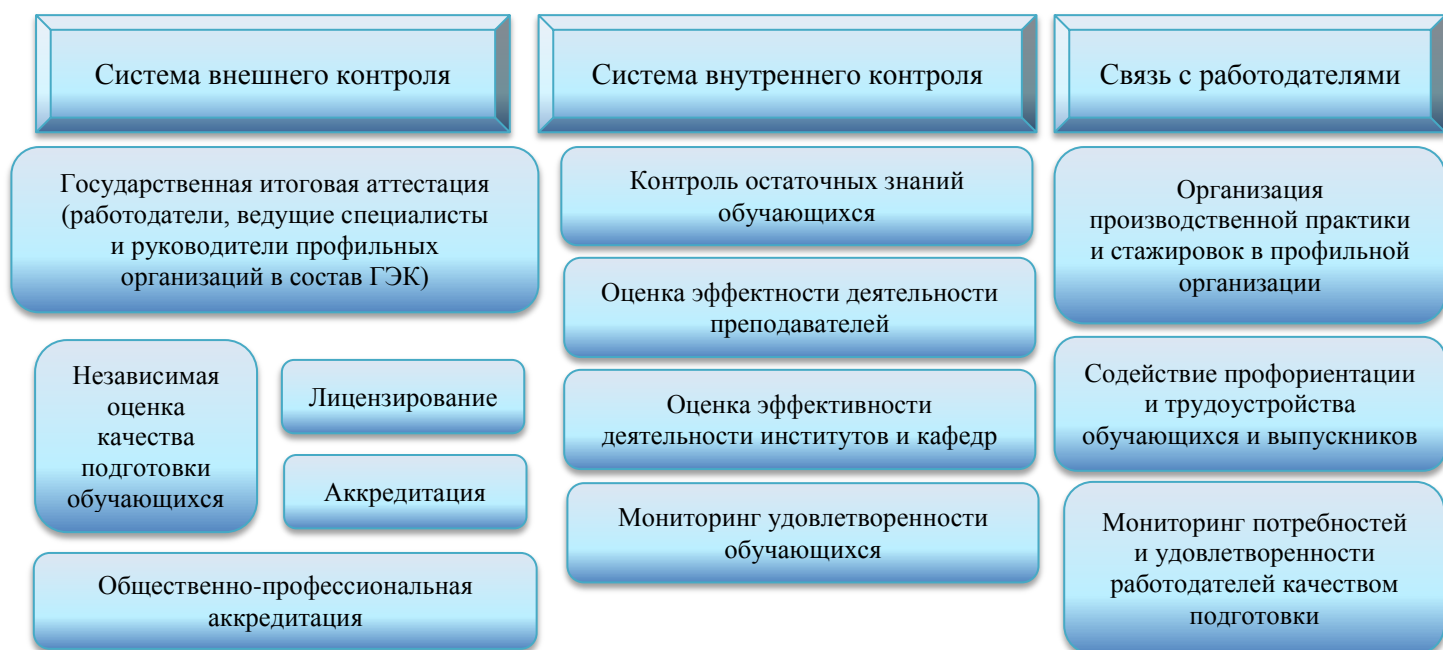 Система внешнего контроля
Государственная итоговая аттестация
(работодатели, ведущие специалисты
и руководители профильных
организаций в состав ГЭК)
Независимая
оценка
качества
подготовки
обучающихся
Лицензирование
Аккредитация
Общественно-профессиональная
аккредитация
Система внутреннего контроля
Контроль остаточных знаний
обучающихся
Оценка эффектности деятельности
преподавателей
Оценка эффективности
деятельности институтов и кафедр
Мониторинг удовлетворенности
обучающихся
Связь с работодателями
Организация
производственной практики
и стажировок в профильной
организации
Содействие профориентации
и трудоустройства
обучающихся и выпускников
Мониторинг потребностей
и удовлетворенности
работодателей качеством
подготовки